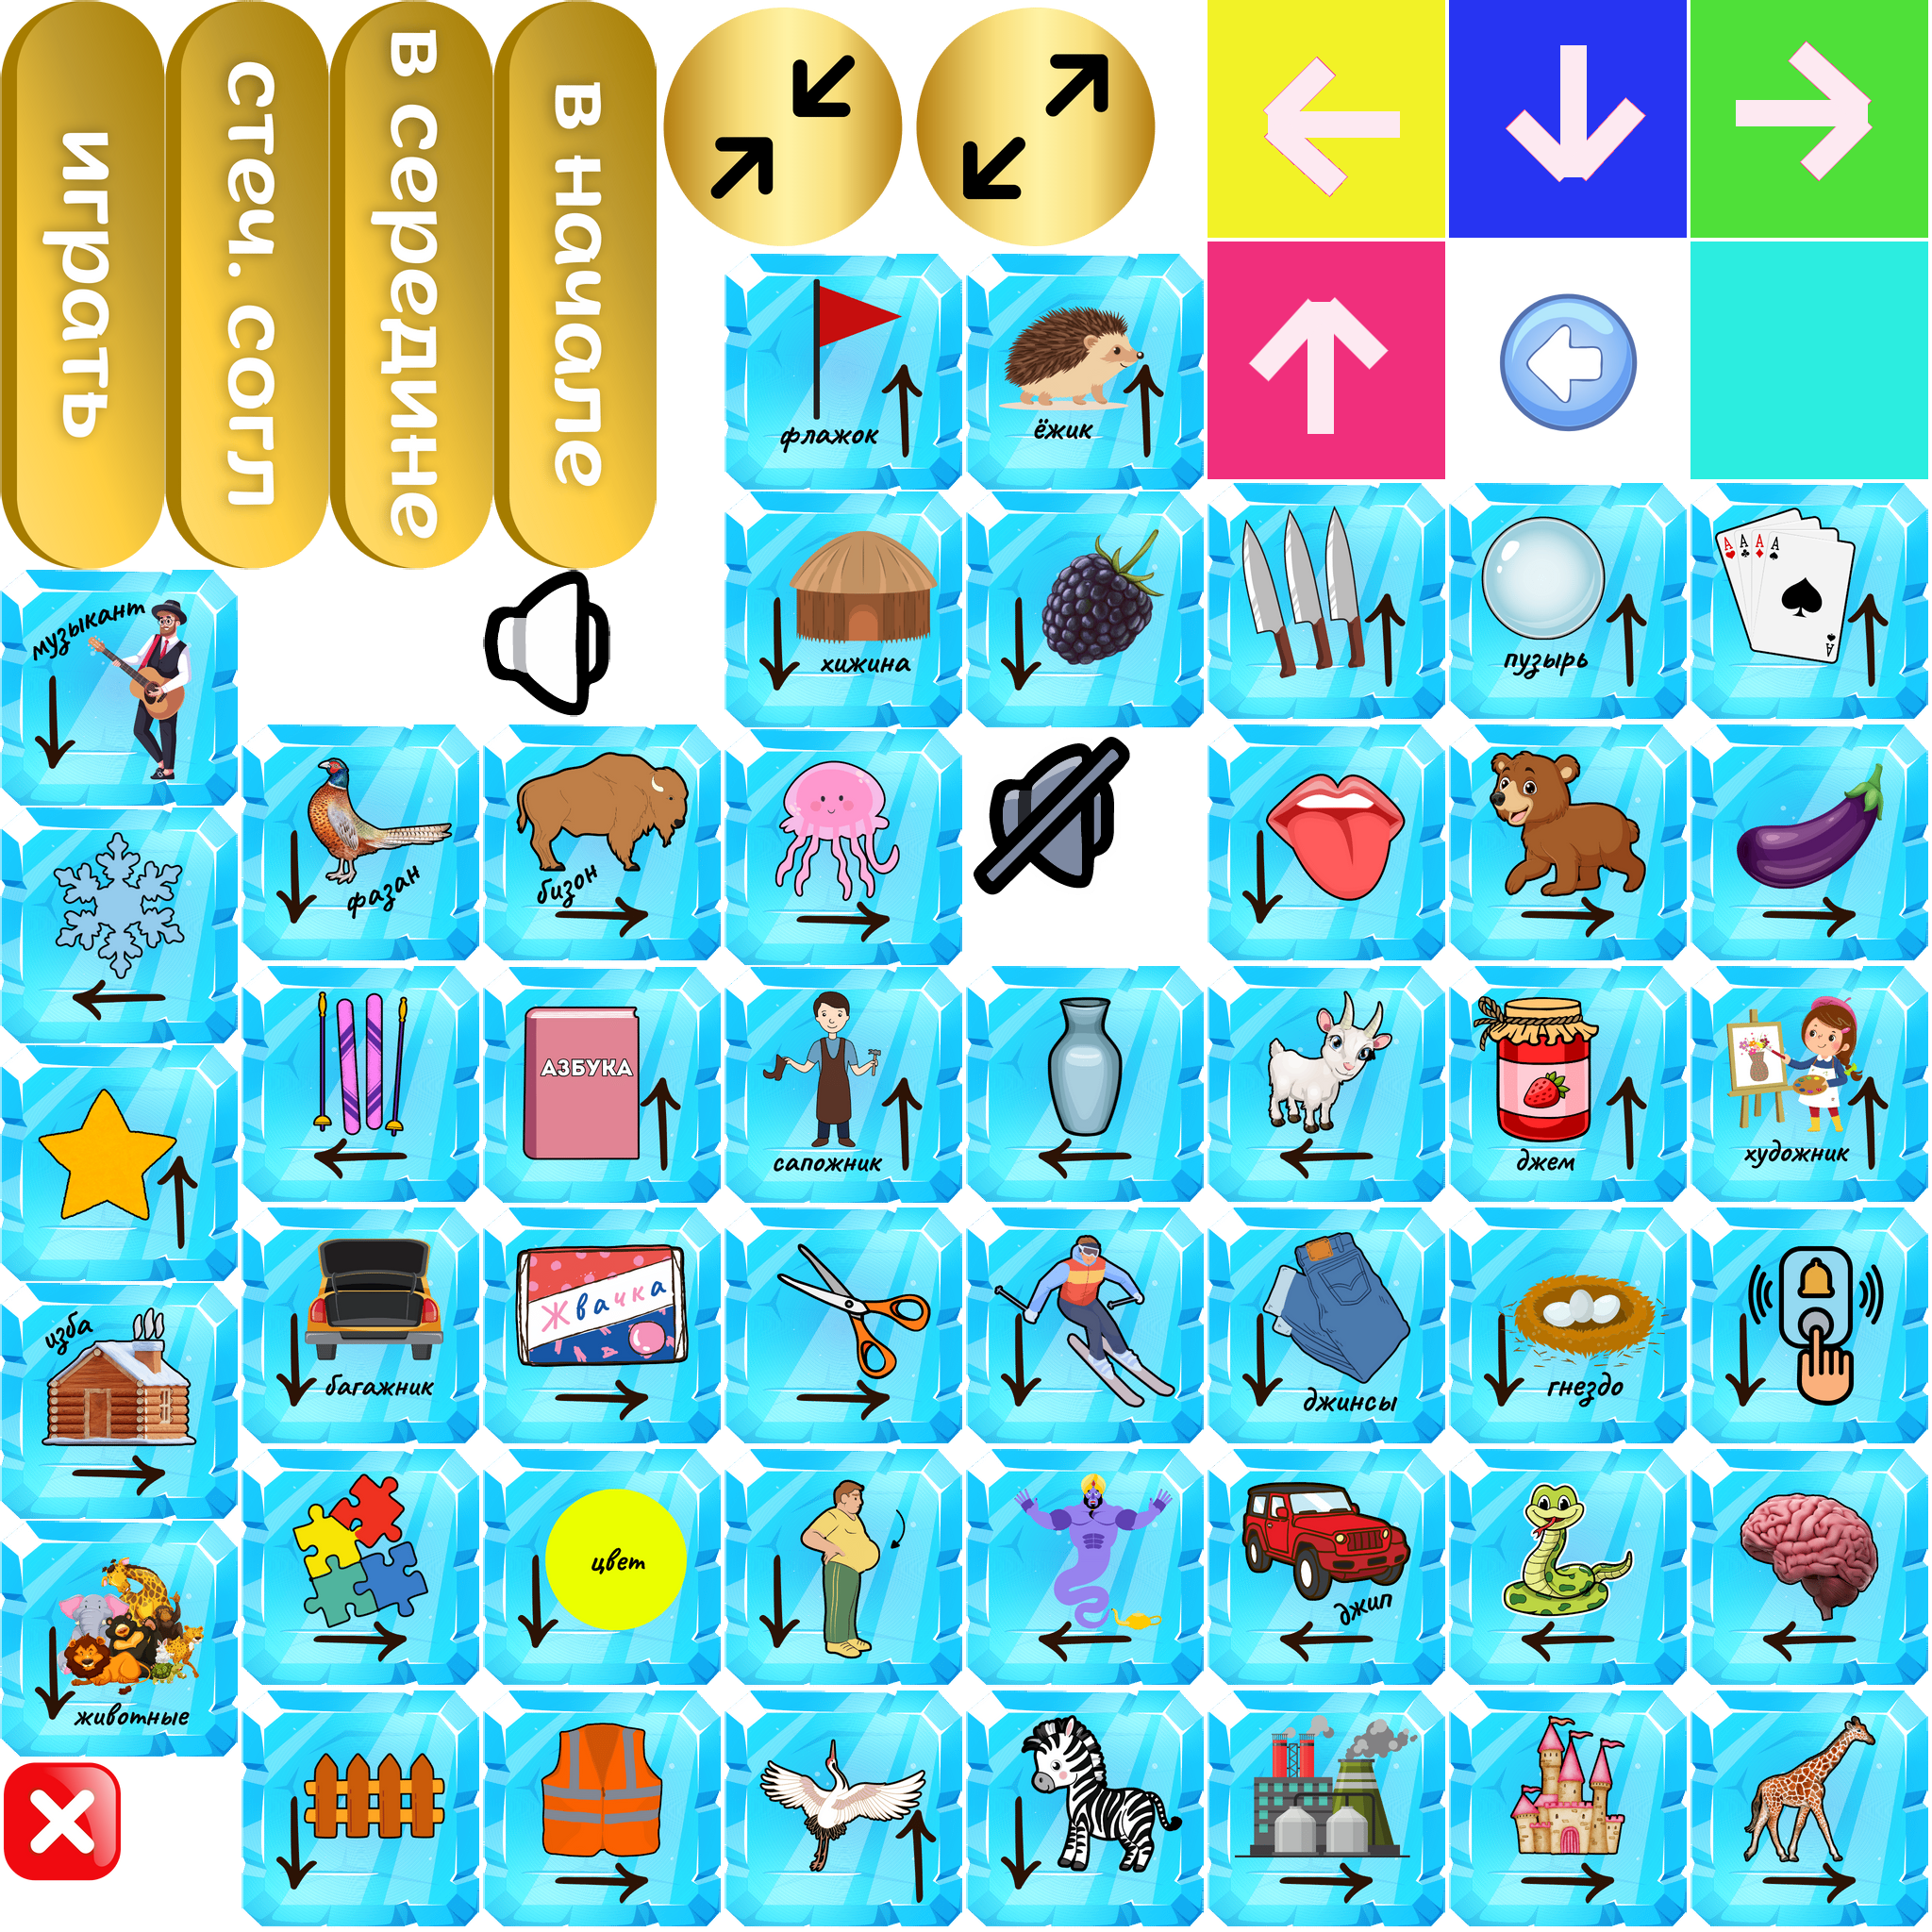 играть
стеч. согл
в середине
в начале
флажок
ёжик
хижина
пузырь
A A A A
A
музыкант
фазан
бизон
АЗБУКА
сапожник
джем
художник
изба
багажник
Жвачка
джинсы
гнездо
цвет
джип
животные